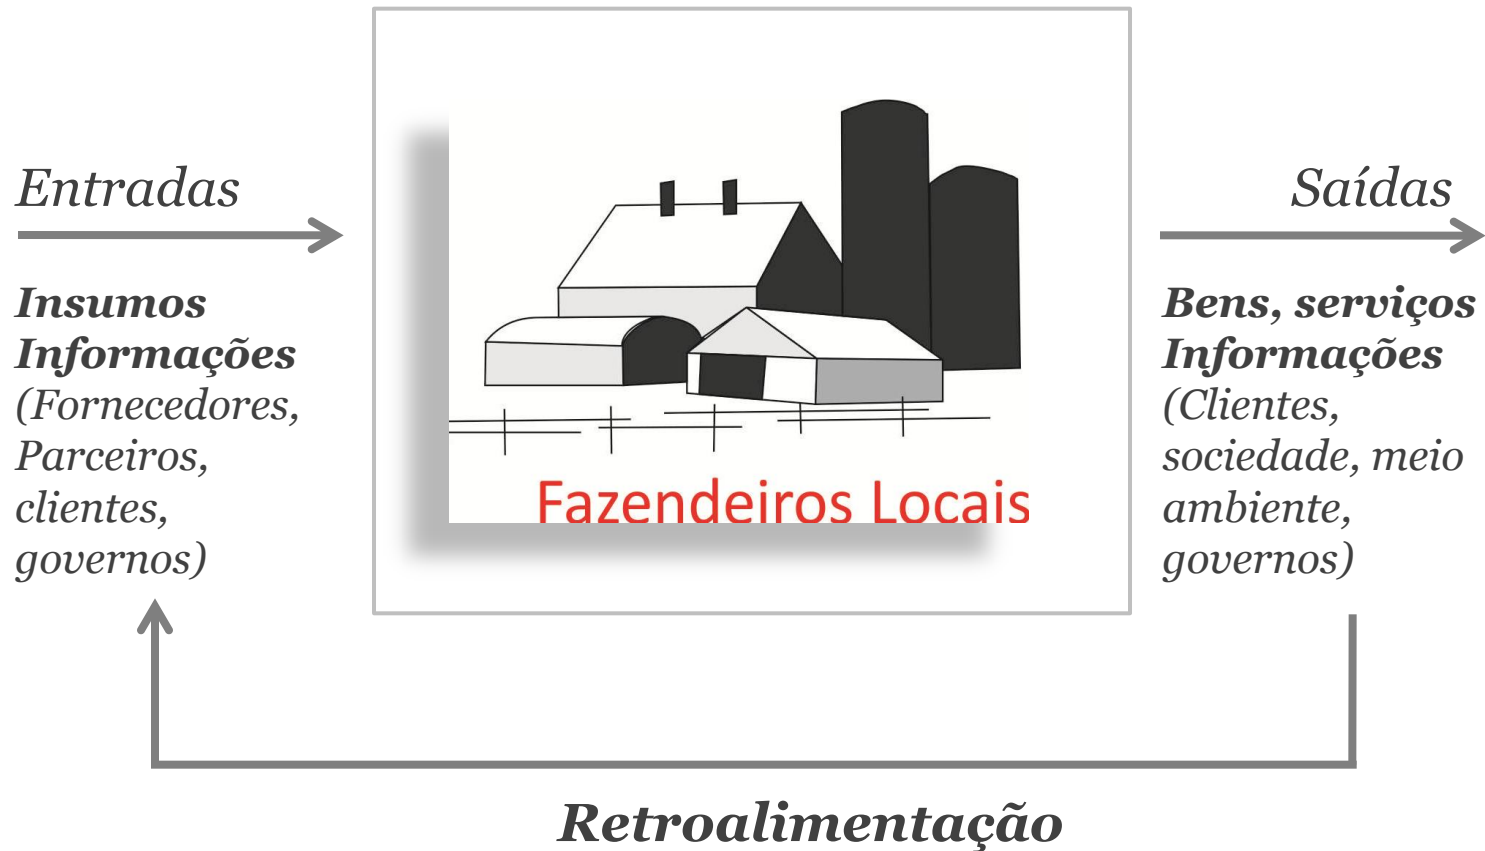 Entradas
Insumos
Informações
(Fornecedores,
Parceiros,
clientes,
governos)
Fazendeiros Locais
Saídas
Bens, serviços
Informações
(Clientes,
sociedade, meio
ambiente,
governos)
Retroalimentação